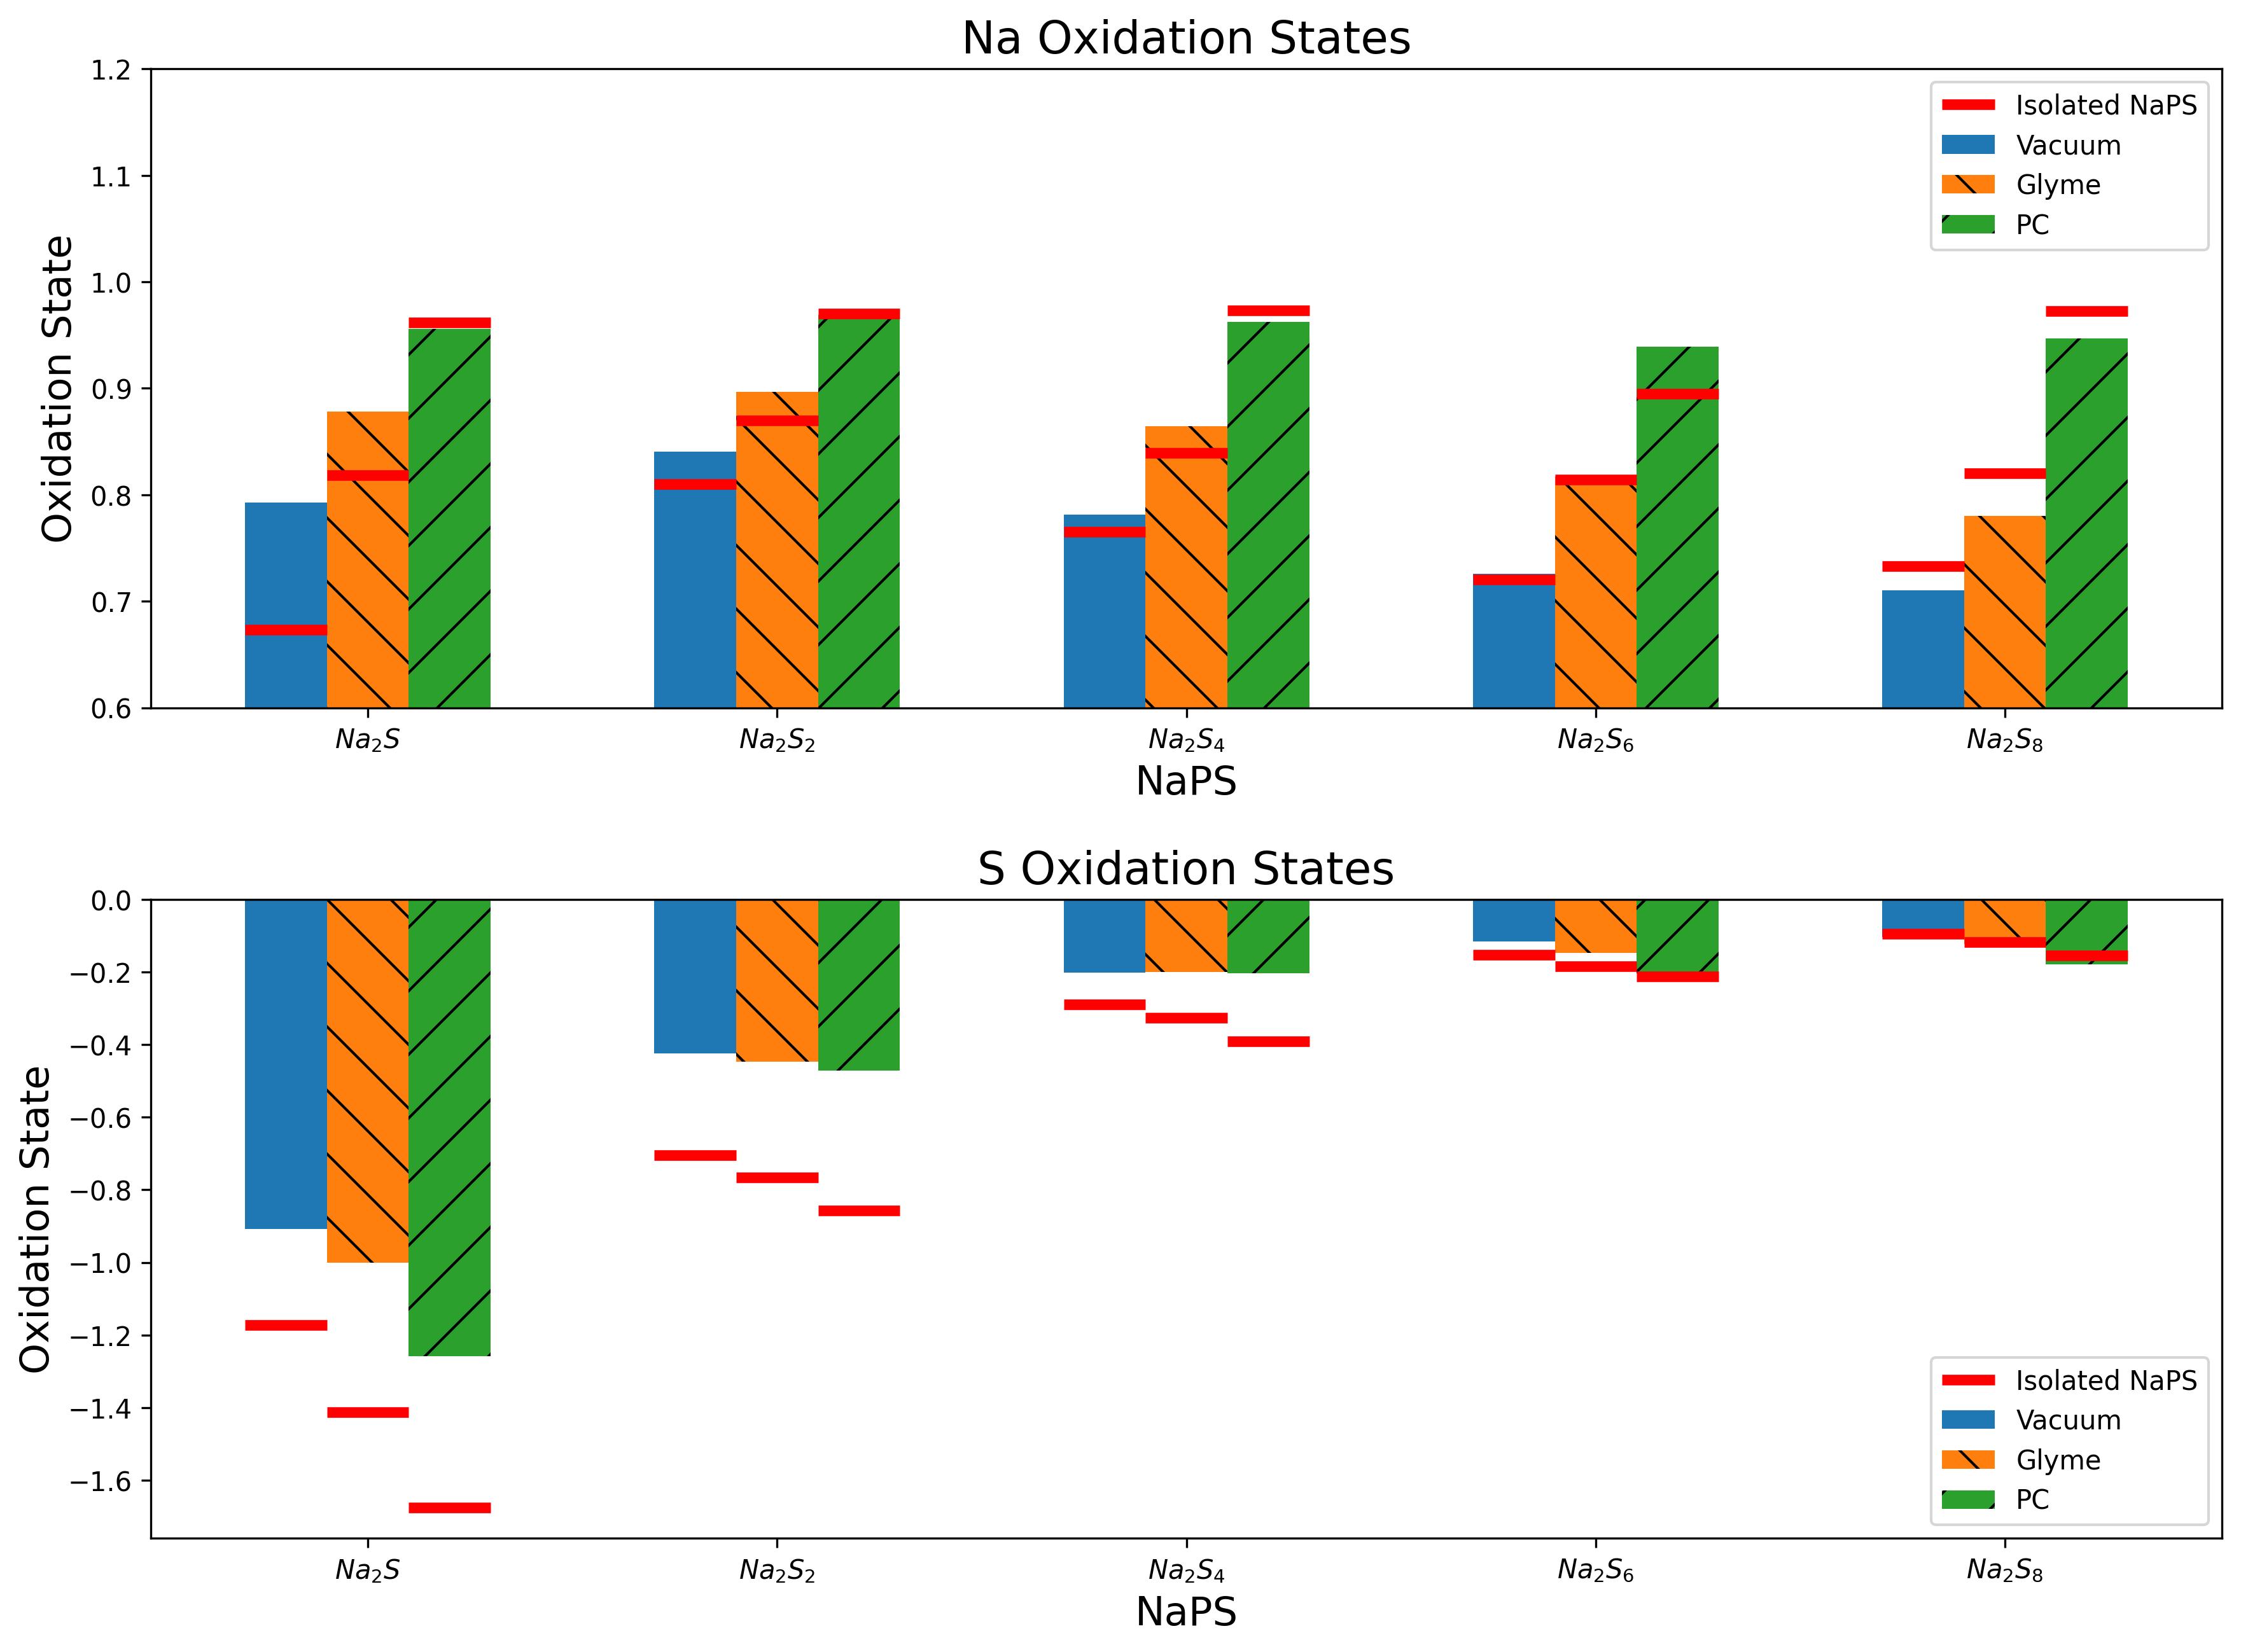 Na Oxidation States
1.2
1.1
1.0
0.9
0.8
0.7
0.6
Oxidation State
Isolated NaPS
Vacuum
Glyme
PC
Na₂S Na₂S₂ Na₂S₄ Na₂S₆ Na₂S₈
NaPS
S Oxidation States
0.0
−0.2
−0.4
−0.6
−0.8
−1.0
−1.2
−1.4
−1.6
Oxidation State
Isolated NaPS
Vacuum
Glyme
PC
Na₂S Na₂S₂ Na₂S₄ Na₂S₆ Na₂S₈
NaPS